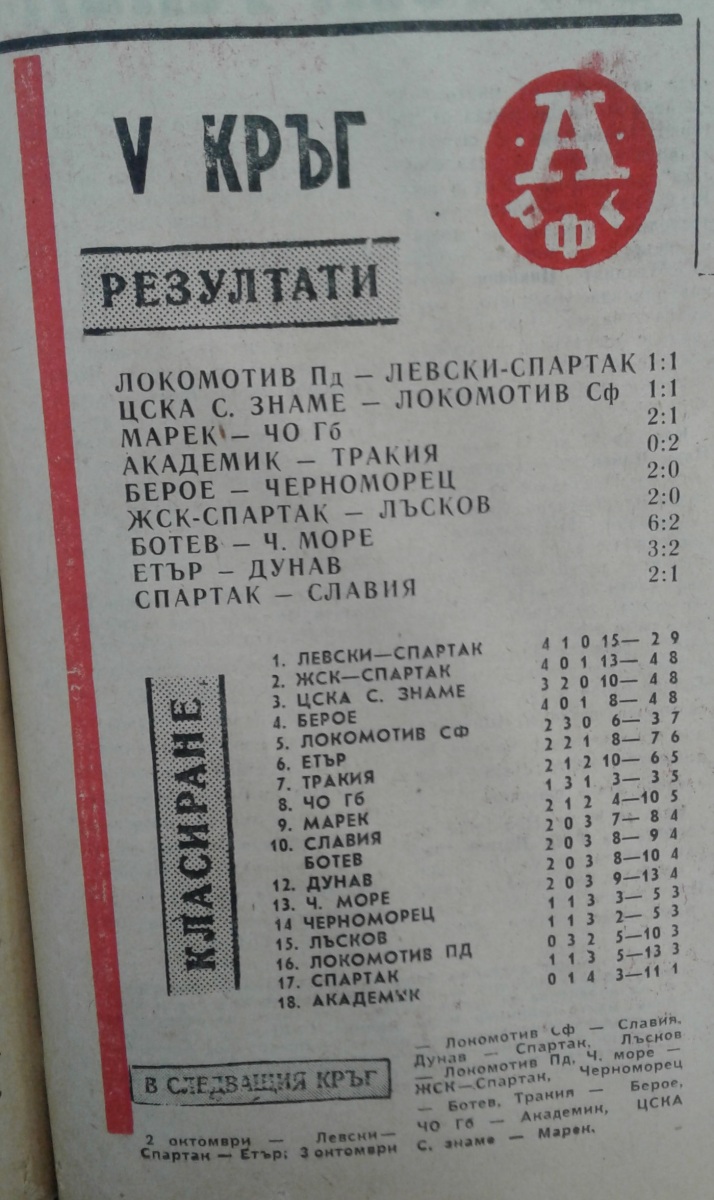 V КРЪГ
А
РФГ
РЕЗУЛТАТИ
ЛОКОМОТИВ Пд — ЛЕВСКИ-СПАРТАК 1:1
ЦСКА С. ЗНАМЕ — ЛОКОМОТИВ Сф 1:1
МАРЕК — ЧО Гб 2:1
АКАДЕМИК — ТРАКИЯ 0:2
БЕРОЕ — ЧЕРНОМОРЕЦ 2:0
ЖСК-СПАРТАК — ЛЪСКОВ 2:0
БОТЕВ — Ч. МОРЕ 6:2
ЕТЪР — ДУНАВ 3:2
СПАРТАК — СЛАВИЯ 2:1
КЛАСИРАНЕ
1. ЛЕВСКИ—СПАРТАК 4 1 0 15— 2 9
2. ЖСК—СПАРТАК 4 0 1 13— 4 8
3. ЦСКА С. ЗНАМЕ 3 2 0 10— 4 8
4. БЕРОЕ 4 0 1 8— 4 8
5. ЛОКОМОТИВ СФ 2 3 0 6— 3 7
6. ЕТЪР 2 2 1 8— 7 6
7. ТРАКИЯ 2 1 2 10— 6 5
8. ЧО Гб 1 3 1 3— 3 5
9. МАРЕК 2 1 2 4—10 5
10. СЛАВИЯ 2 0 3 7— 8 4
БОТЕВ 2 0 3 8— 9 4
12. ДУНАВ 2 0 3 8—10 4
13. Ч. МОРЕ 2 0 3 9—13 4
14 ЧЕРНОМОРЕЦ 1 1 3 3— 5 3
15. ЛЪСКОВ 1 1 3 2— 5 3
16. ЛОКОМОТИВ ПД 0 3 2 5—10 3
17. СПАРТАК 1 1 3 5—13 3
18. АКАДЕМИК 0 1 4 3—11 1
В СЛЕДВАЩИЯ КРЪГ
2 октомври — Левски—
Спартак — Етър; 3 октомври
— Локомотив Сф — Славия,
Дунав — Спартак, Лъсков
— Локомотив Пд, Ч. море —
ЖСК—Спартак, Черноморец
— Ботев, Тракия — Берое,
ЧО Гб — Академик, ЦСКА
С. знаме — Марек.